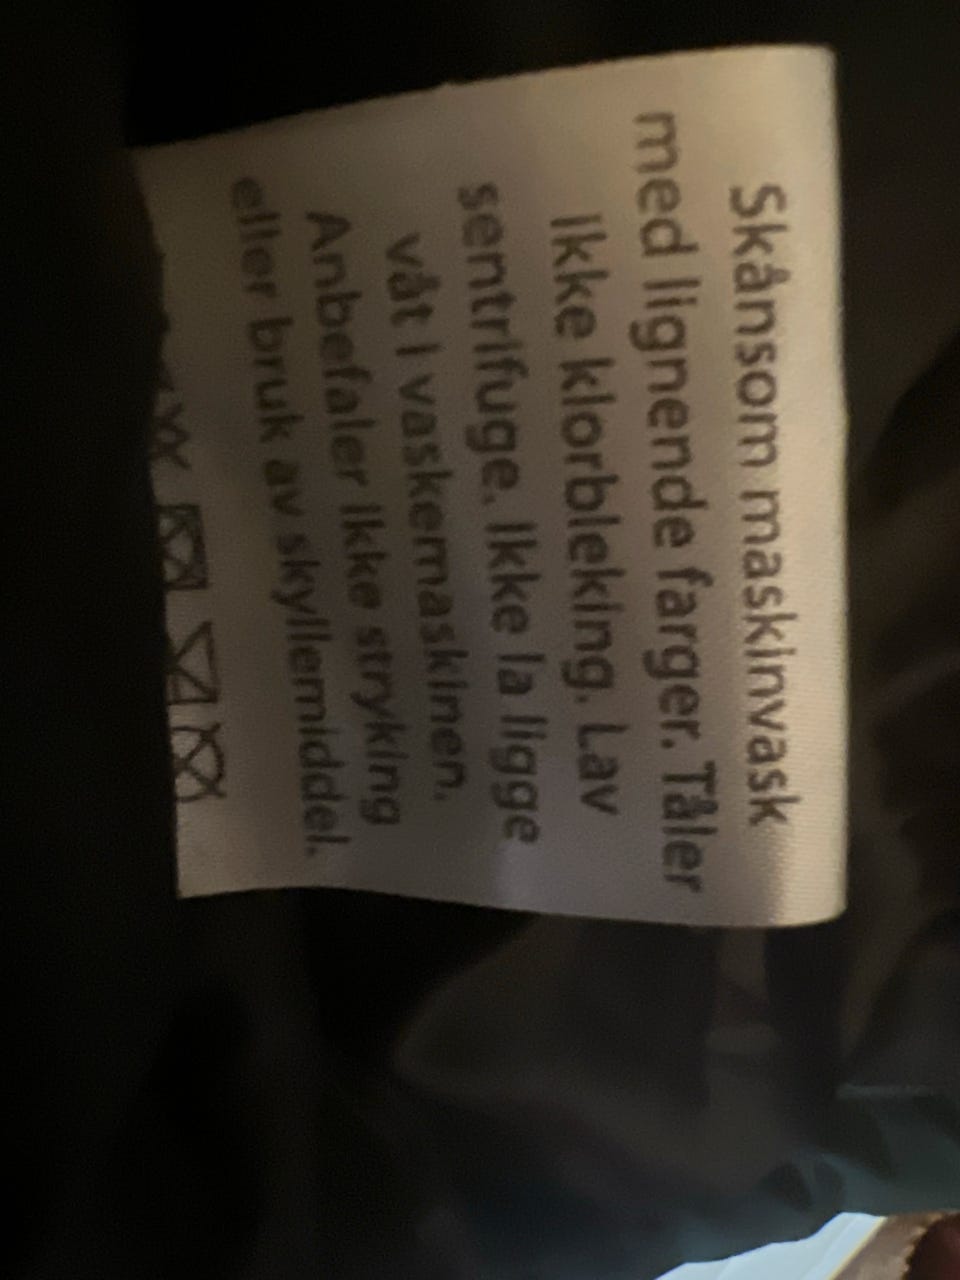 Skånsom maskinvask
med lignende farger. Tåler
ikke klorbleking. Lav
sentrifuge. Ikke la ligge
våt i vaskemaskinen.
Anbefaler ikke stryking
eller bruk av skyllemiddel.